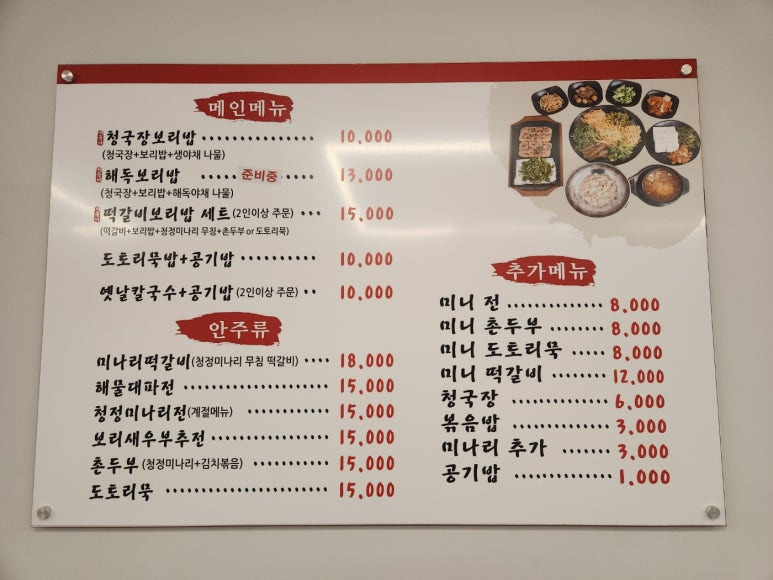 메인메뉴
청국장보리밥 ............... 10,000
(청국장+보리밥+생야채 나물)
해독보리밥 ..... 준비중 .... 13,000
(청국장+보리밥+해독야채 나물)
떡갈비보리밥 세트(2인이상 주문) ... 15,000
(떡갈비+보리밥+청정미나리 무침+촌두부 or 도토리묵)
도토리묵밥+공기밥 .......... 10,000
옛날칼국수+공기밥(2인이상 주문) .. 10,000
안주류
미나리떡갈비(청정미나리 무침 떡갈비) .... 18,000
해물대파전 .................. 15,000
청정미나리전(계절메뉴) .......... 15,000
보리새우부추전 .............. 15,000
촌두부 (청정미나리+김치볶음) ......... 15,000
도토리묵 .................... 15,000
추가메뉴
미니 전 ............. 8,000
미니 촌두부 ......... 8,000
미니 도토리묵 ..... 8,000
미니 떡갈비 ........ 12,000
청국장 ............. 6,000
볶음밥 ............. 3,000
미나리 추가 ....... 3,000
공기밥 ............. 1,000